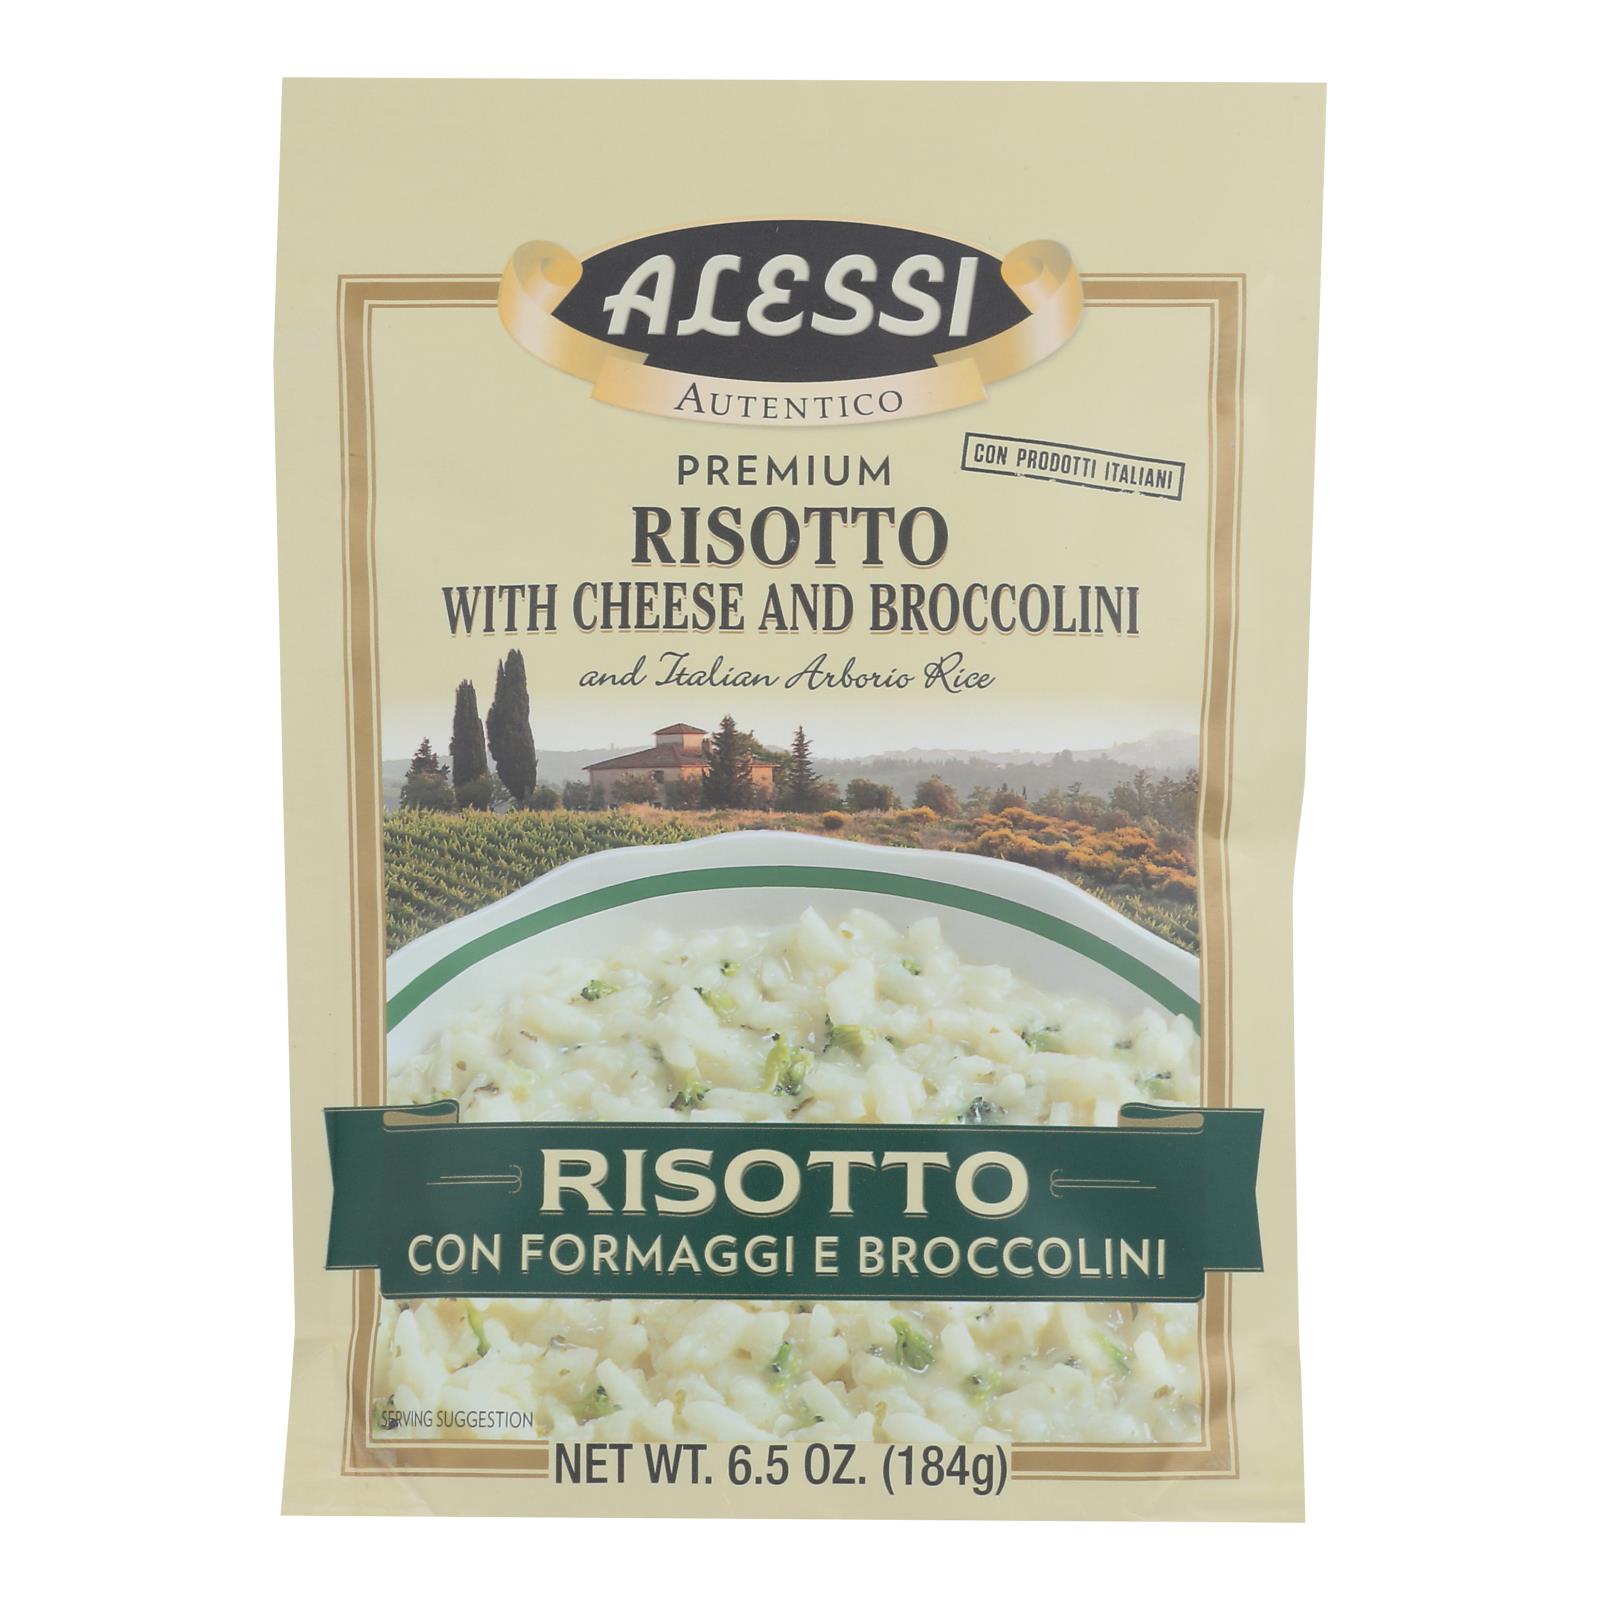 ALESSI
AUTENTICO
CON PRODOTTI ITALIANI
PREMIUM
RISOTTO
WITH CHEESE AND BROCCOLINI
and Italian Arborio Rice
RISOTTO
CON FORMAGGI E BROCCOLINI
SERVING SUGGESTION
NET WT. 6.5 OZ. (184g)